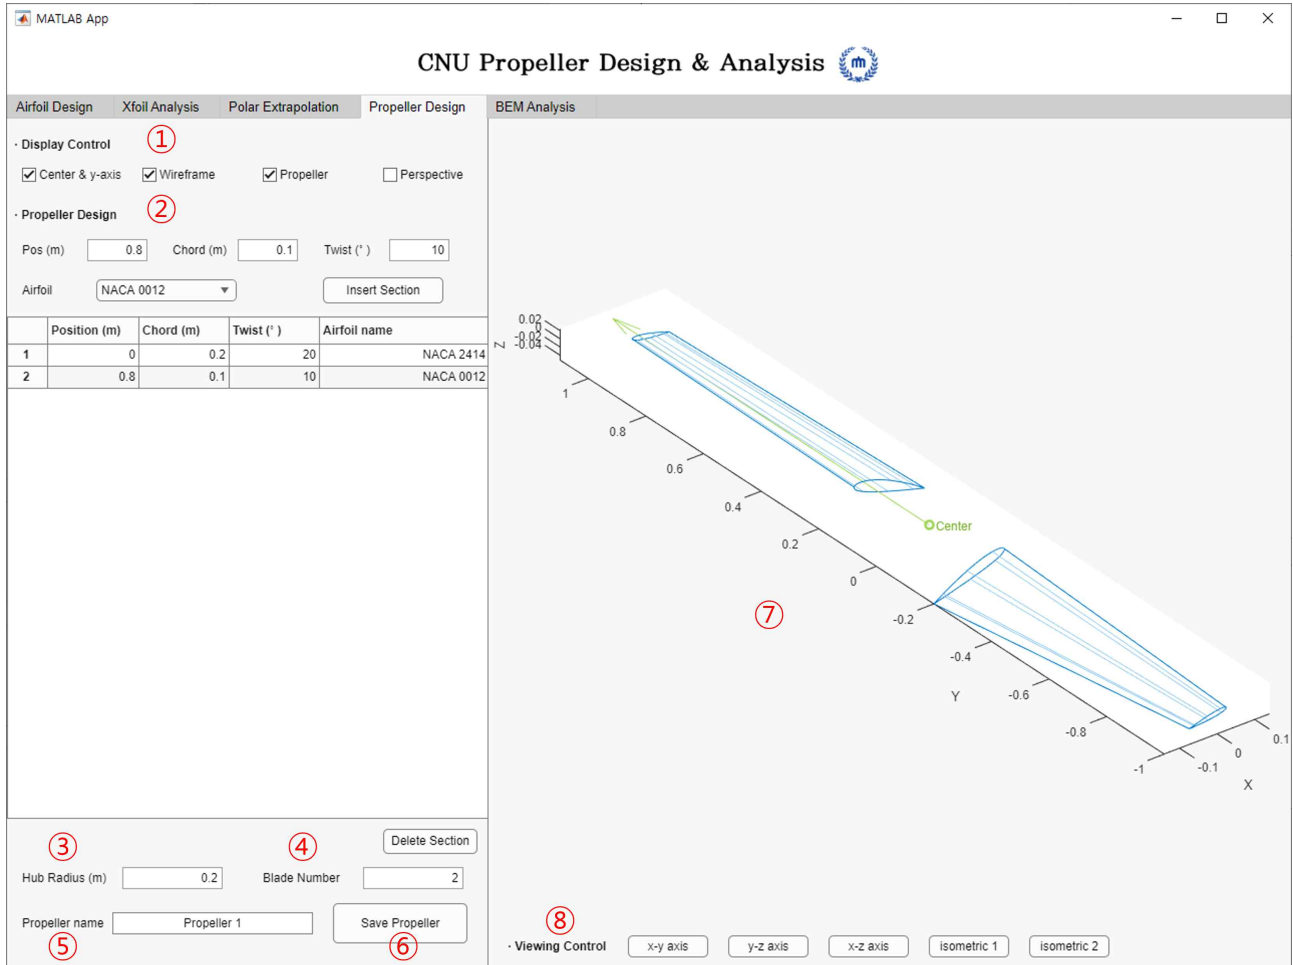 MATLAB App
CNU Propeller Design & Analysis
Airfoil Design Xfoil Analysis Polar Extrapolation Propeller Design BEM Analysis
①
· Display Control
Center & y-axis Wireframe Propeller Perspective
②
· Propeller Design
Pos (m) 0.8 Chord (m) 0.1 Twist (° ) 10
Airfoil NACA 0012 Insert Section
Position (m) Chord (m) Twist (° ) Airfoil name
1 0 0.2 20 NACA 2414
2 0.8 0.1 10 NACA 0012
③ ④ Delete Section
Hub Radius (m) 0.2 Blade Number 2
Propeller name Propeller 1 Save Propeller
⑤ ⑥
0.02
0
-0.02
-0.04
Z
1
0.8
0.6
0.4
0.2
0
-0.2
-0.4
-0.6
-0.8
-1
Y
Center
⑦
-0.1
0
0.1
X
⑧
· Viewing Control x-y axis y-z axis x-z axis isometric 1 isometric 2